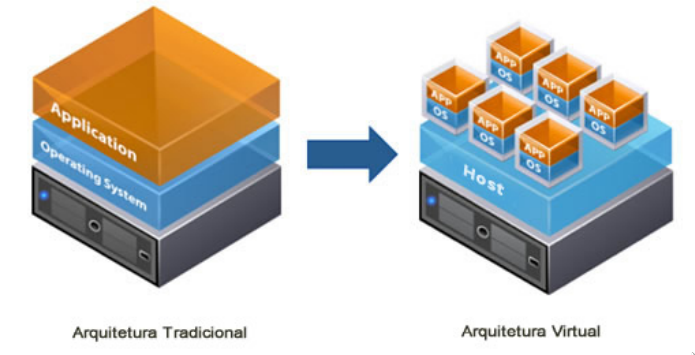 Application
Operating System
Arquitetura Tradicional
APP
OS
APP
OS
APP
OS
APP
OS
APP
OS
APP
OS
Host
Arquitetura Virtual